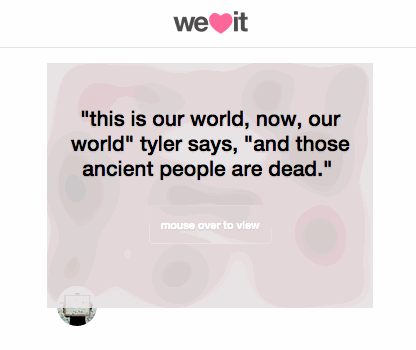 we it
"this is our world, now, our
world" tyler says, "and those
ancient people are dead."
mouse over to view